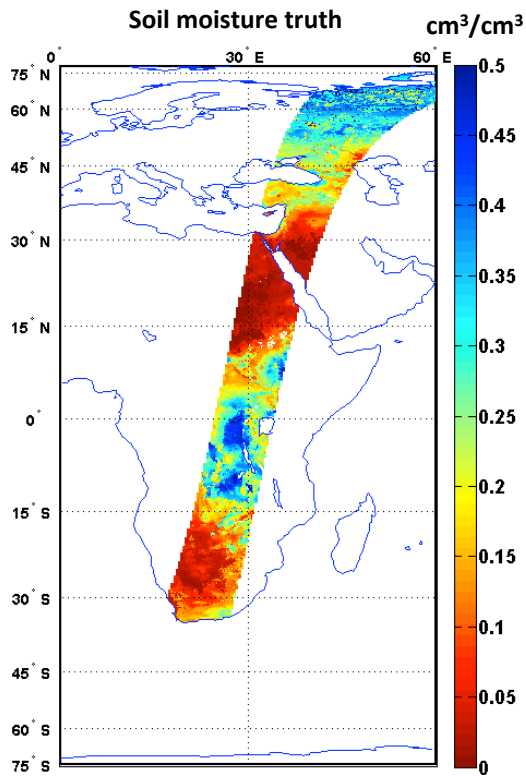 Soil moisture truth
cm³/cm³
0 30 E 60 E
75° N
60° N
45° N
30° N
15° N
0°
15° S
30° S
45° S
60° S
75° S
0.5
0.45
0.4
0.35
0.3
0.25
0.2
0.15
0.1
0.05
0